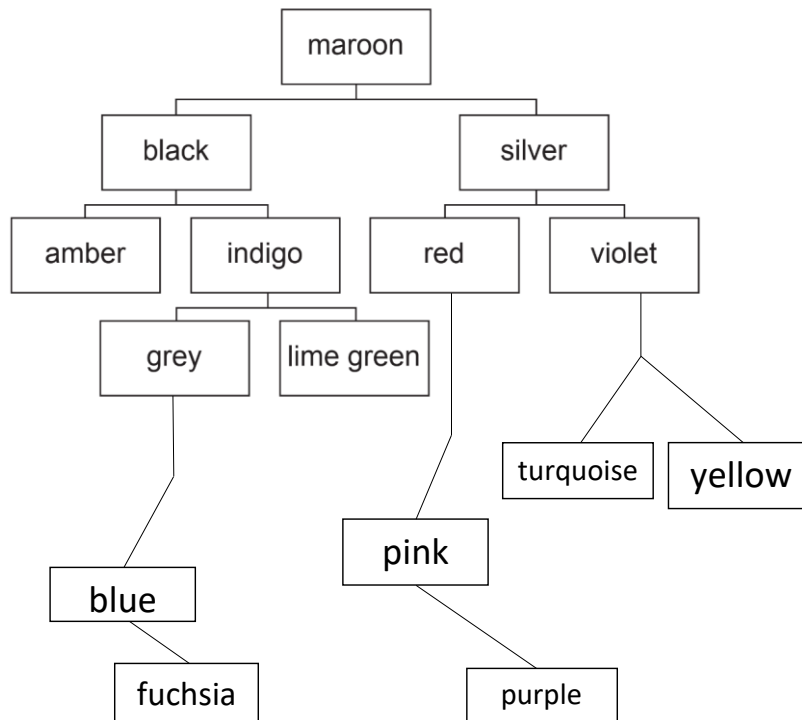 maroon
black
silver
amber
indigo
red
violet
grey
lime green
turquoise
yellow
pink
blue
fuchsia
purple